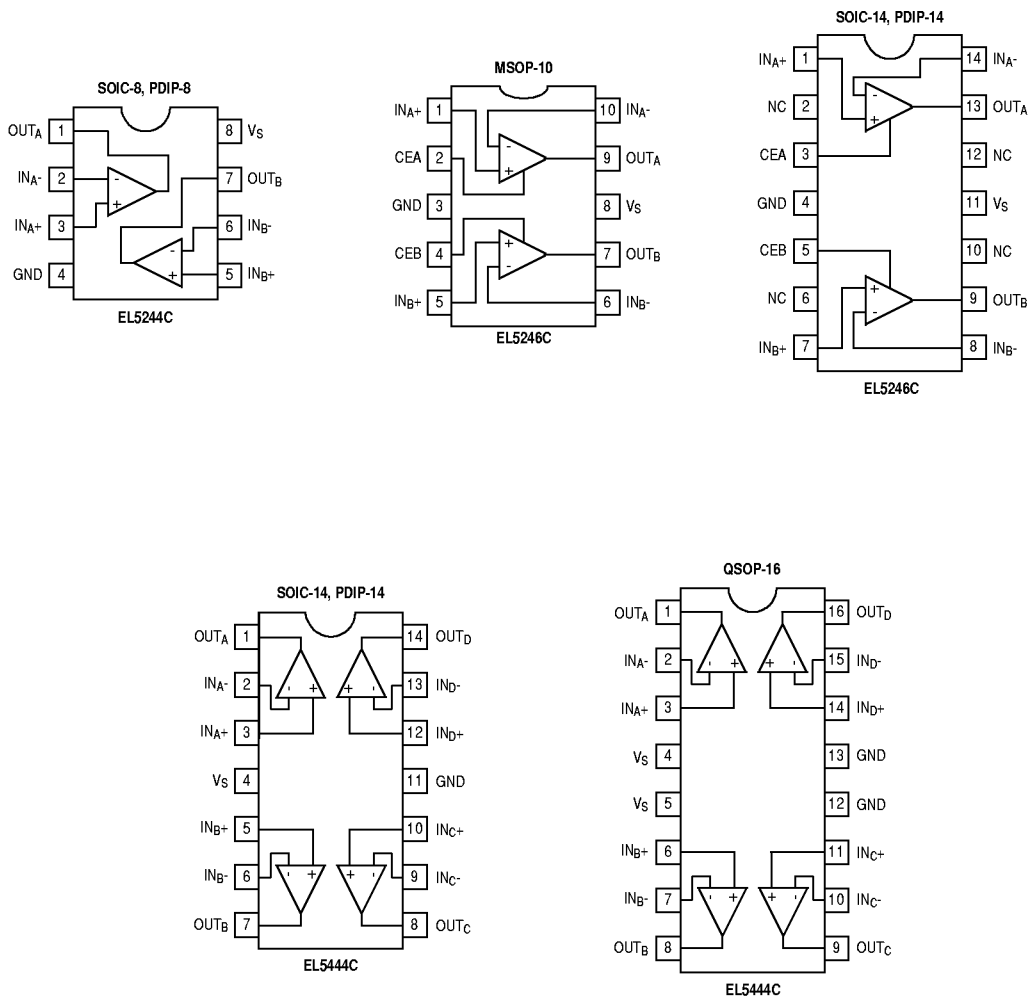 SOIC-8, PDIP-8
OUTA 1 8 VS
INA- 2 - 7 OUTB
INA+ 3 + - 6 INB-
GND 4 + 5 INB+
EL5244C
MSOP-10
INA+ 1 10 INA-
CEA 2 - + 9 OUTA
GND 3 8 VS
CEB 4 + - 7 OUTB
INB+ 5 6 INB-
EL5246C
SOIC-14, PDIP-14
INA+ 1 14 INA-
NC 2 - + 13 OUTA
CEA 3 12 NC
GND 4 11 VS
CEB 5 10 NC
NC 6 + - 9 OUTB
INB+ 7 8 INB-
EL5246C
SOIC-14, PDIP-14
OUTA 1 14 OUTD
INA- 2 - + + - 13 IND-
INA+ 3 12 IND+
VS 4 11 GND
INB+ 5 10 INC+
INB- 6 - + + - 9 INC-
OUTB 7 8 OUTC
EL5444C
QSOP-16
OUTA 1 16 OUTD
INA- 2 - + + - 15 IND-
INA+ 3 14 IND+
VS 4 13 GND
VS 5 12 GND
INB+ 6 11 INC+
INB- 7 - + + - 10 INC-
OUTB 8 9 OUTC
EL5444C